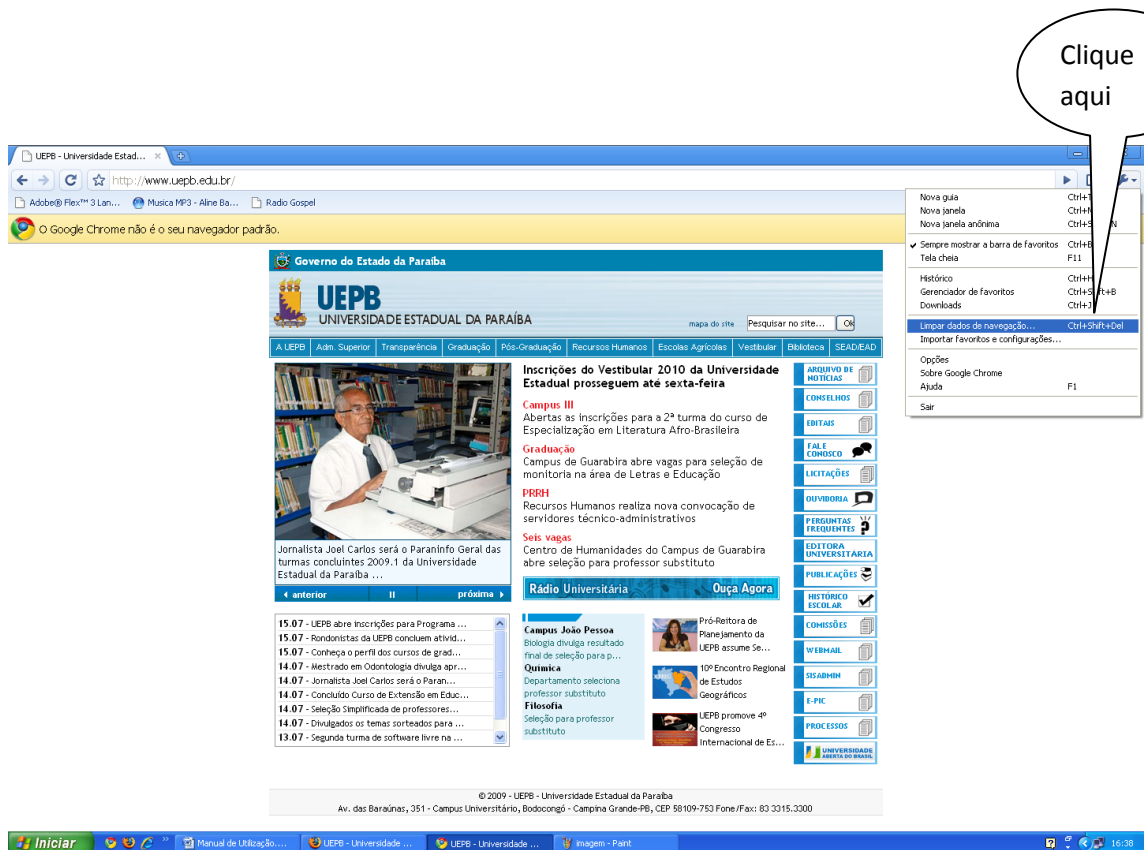 Clique
aqui
UEPB - Universidade Estad...
http://www.uepb.edu.br/
Adobe® Flex™ 3 Lan...
Musica MP3 - Aline Ba...
Radio Gospel
O Google Chrome não é o seu navegador padrão.
Nova guia
Nova janela
Nova janela anônima
Sempre mostrar a barra de favoritos
Tela cheia F11
Histórico
Gerenciador de favoritos
Downloads Ctrl+J
Limpar dados de navegação... Ctrl+Shift+Del
Importar favoritos e configurações...
Opções
Sobre Google Chrome
Ajuda F1
Sair
Governo do Estado da Paraíba
UEPB
UNIVERSIDADE ESTADUAL DA PARAÍBA
mapa do site Pesquisar no site... Ok
A UEPB Adm. Superior Transparência Graduação Pós-Graduação Recursos Humanos Escolas Agrícolas Vestibular Biblioteca SEAD/EAD
Jornalista Joel Carlos será o Paraninfo Geral das
turmas concluintes 2009.1 da Universidade
Estadual da Paraíba ...
anterior II próxima
Inscrições do Vestibular 2010 da Universidade
Estadual prosseguem até sexta-feira
Campus III
Abertas as inscrições para a 2ª turma do curso de
Especialização em Literatura Afro-Brasileira
Graduação
Campus de Guarabira abre vagas para seleção de
monitoria na área de Letras e Educação
PRRH
Recursos Humanos realiza nova convocação de
servidores técnico-administrativos
Seis vagas
Centro de Humanidades do Campus de Guarabira
abre seleção para professor substituto
Rádio Universitária Ouça Agora
ARQUIVO DE
NOTÍCIAS
CONSELHOS
EDITAIS
FALE
CONOSCO
LICITAÇÕES
OUVIDORIA
PERGUNTAS
FREQUENTES
EDITORA
UNIVERSITÁRIA
PUBLICAÇÕES
HISTÓRICO
ESCOLAR
COMISSÕES
WEBMAIL
SISADMIN
E-PIC
PROCESSOS
UNIVERSIDADE
ABERTA DO BRASIL
15.07 - UEPB abre inscrições para Programa ...
15.07 - Rondonistas da UEPB concluem ativid...
15.07 - Conheça o perfil dos cursos de grad...
14.07 - Mestrado em Odontologia divulga apr...
14.07 - Jornalista Joel Carlos será o Paran...
14.07 - Concluído Curso de Extensão em Educ...
14.07 - Seleção Simplificada de professores...
14.07 - Divulgados os temas sorteados para ...
13.07 - Segunda turma de software livre na ...
Campus João Pessoa
Biologia divulga resultado
final de seleção para p...
Química
Departamento seleciona
professor substituto
Filosofia
Seleção para professor
substituto
Pró-Reitora de
Planejamento da
UEPB assume Se...
10º Encontro Regional
de Estudos
Geográficos
UEPB promove 4º
Congresso
Internacional de Es...
© 2009 - UEPB - Universidade Estadual da Paraíba
Av. das Baraúnas, 351 - Campus Universitário, Bodocongó - Campina Grande-PB, CEP 58109-753 Fone/Fax: 83 3315.3300
Iniciar
Manual de Utilização....
UEPB - Universidade ...
UEPB - Universidade ...
imagem - Paint
16:38